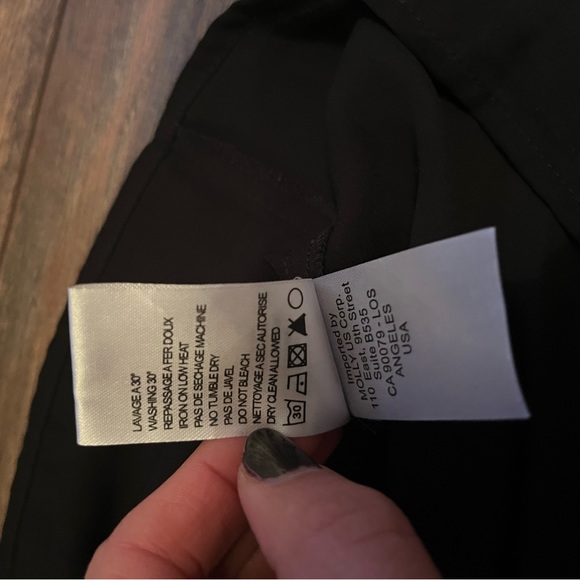 LAVAGE A 30°
WASHING 30°
REPASSAGE A FER DOUX
IRON ON LOW HEAT
PAS DE SECHAGE MACHINE
NO TUMBLE DRY
PAS DE JAVEL
DO NOT BLEACH
NETTOYAGE A SEC AUTORISE
DRY CLEAN ALLOWED
30
Imported by
MOLLY US Corp.
East, 9th Street
110 Suite B535
CA 90079 - LOS
ANGELES
USA